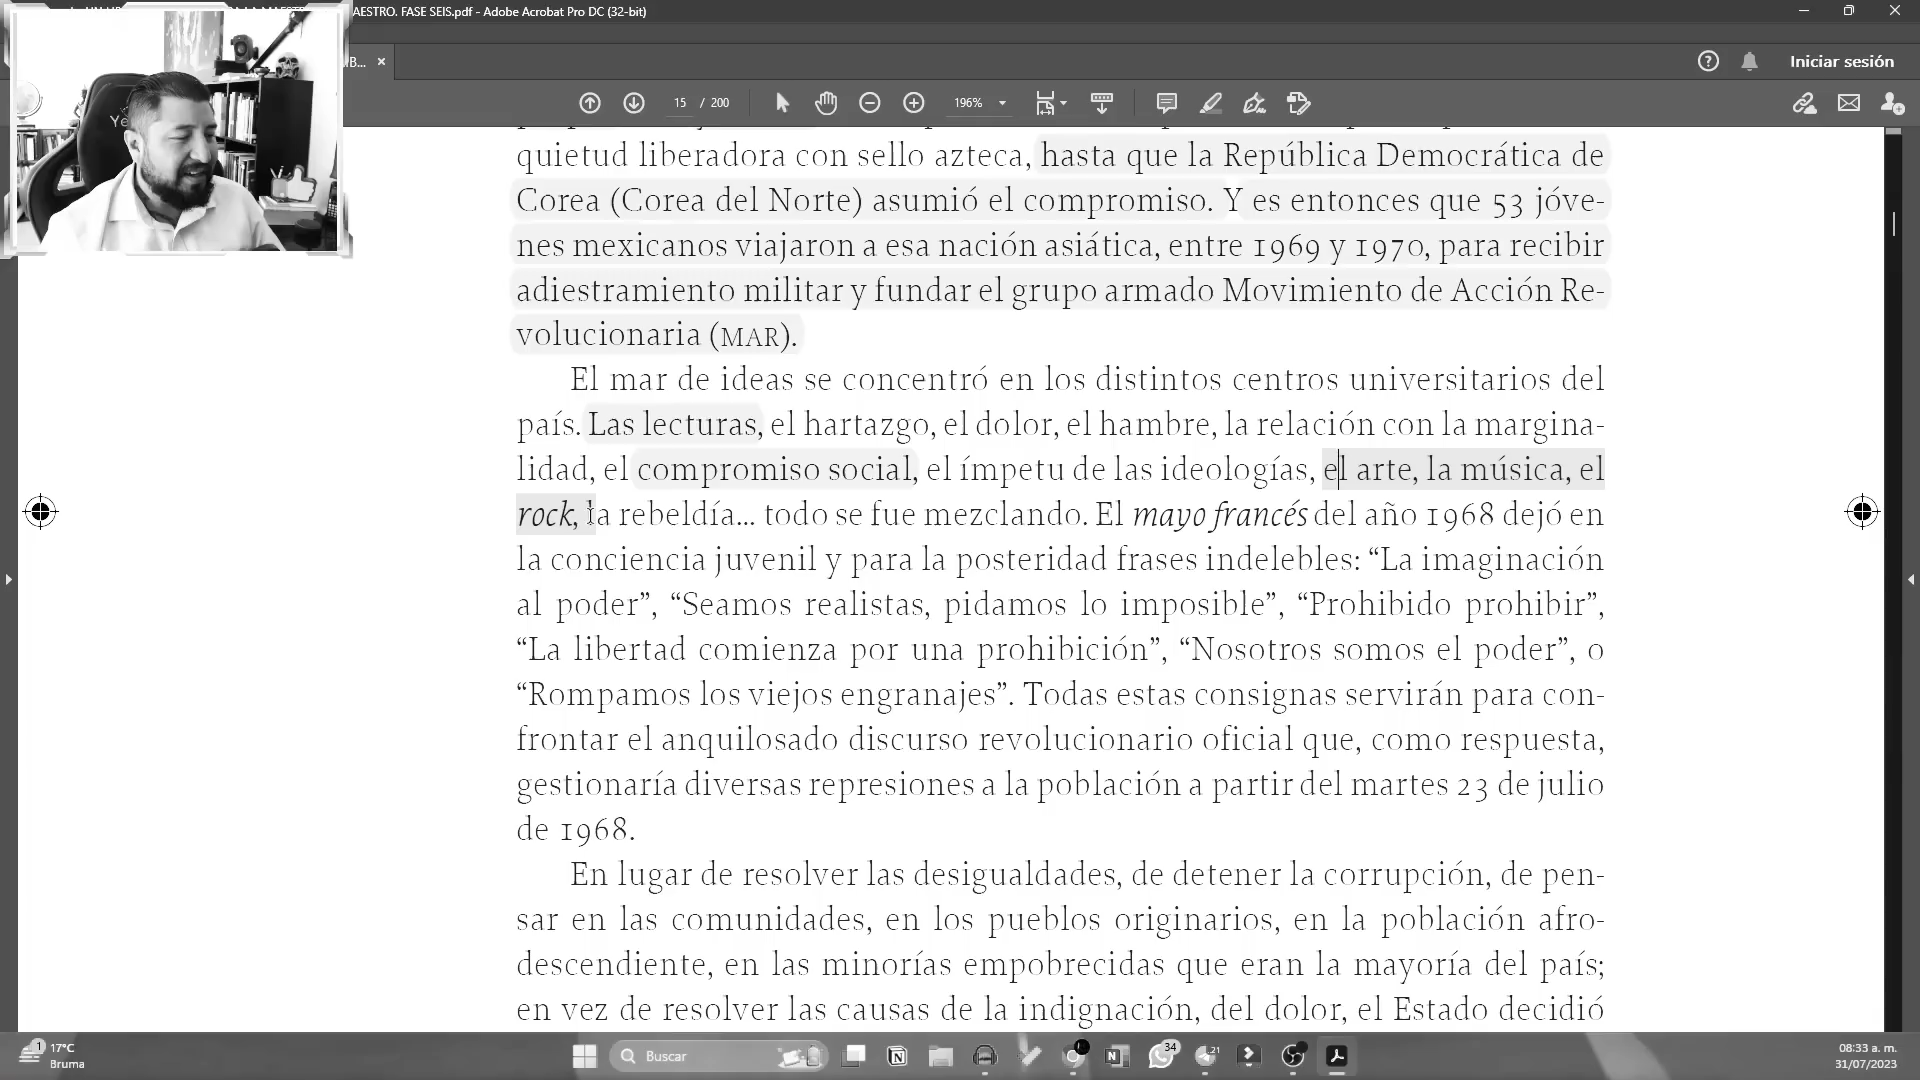 AESTRO. FASE SEIS.pdf - Adobe Acrobat Pro DC (32-bit)
B...
Iniciar sesión
15 / 200
196%
quietud liberadora con sello azteca, hasta que la República Democrática de
Corea (Corea del Norte) asumió el compromiso. Y es entonces que 53 jóve-
nes mexicanos viajaron a esa nación asiática, entre 1969 y 1970, para recibir
adiestramiento militar y fundar el grupo armado Movimiento de Acción Re-
volucionaria (MAR).
El mar de ideas se concentró en los distintos centros universitarios del
país. Las lecturas, el hartazgo, el dolor, el hambre, la relación con la margina-
lidad, el compromiso social, el ímpetu de las ideologías, el arte, la música, el
rock, la rebeldía... todo se fue mezclando. El mayo francés del año 1968 dejó en
la conciencia juvenil y para la posteridad frases indelebles: “La imaginación
al poder”, “Seamos realistas, pidamos lo imposible”, “Prohibido prohibir”,
“La libertad comienza por una prohibición”, “Nosotros somos el poder”, o
“Rompamos los viejos engranajes”. Todas estas consignas servirán para con-
frontar el anquilosado discurso revolucionario oficial que, como respuesta,
gestionaría diversas represiones a la población a partir del martes 23 de julio
de 1968.
En lugar de resolver las desigualdades, de detener la corrupción, de pen-
sar en las comunidades, en los pueblos originarios, en la población afro-
descendiente, en las minorías empobrecidas que eran la mayoría del país;
en vez de resolver las causas de la indignación, del dolor, el Estado decidió
1
17°C
Bruma
Buscar
34
21
08:33 a. m.
31/07/2023